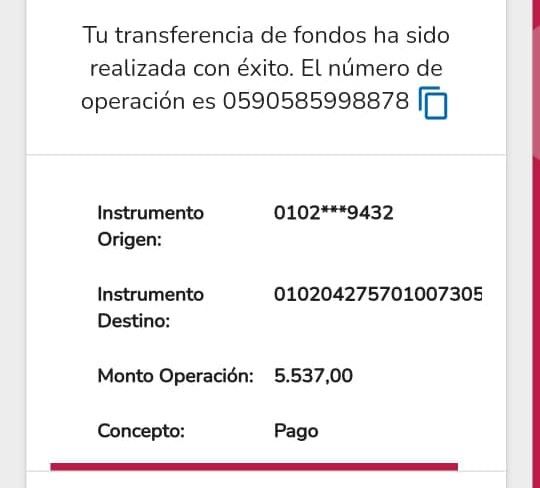 Tu transferencia de fondos ha sido
realizada con éxito. El número de
operación es 0590585998878
Instrumento Origen: 0102***9432
Instrumento Destino: 010204275701007305
Monto Operación: 5.537,00
Concepto: Pago